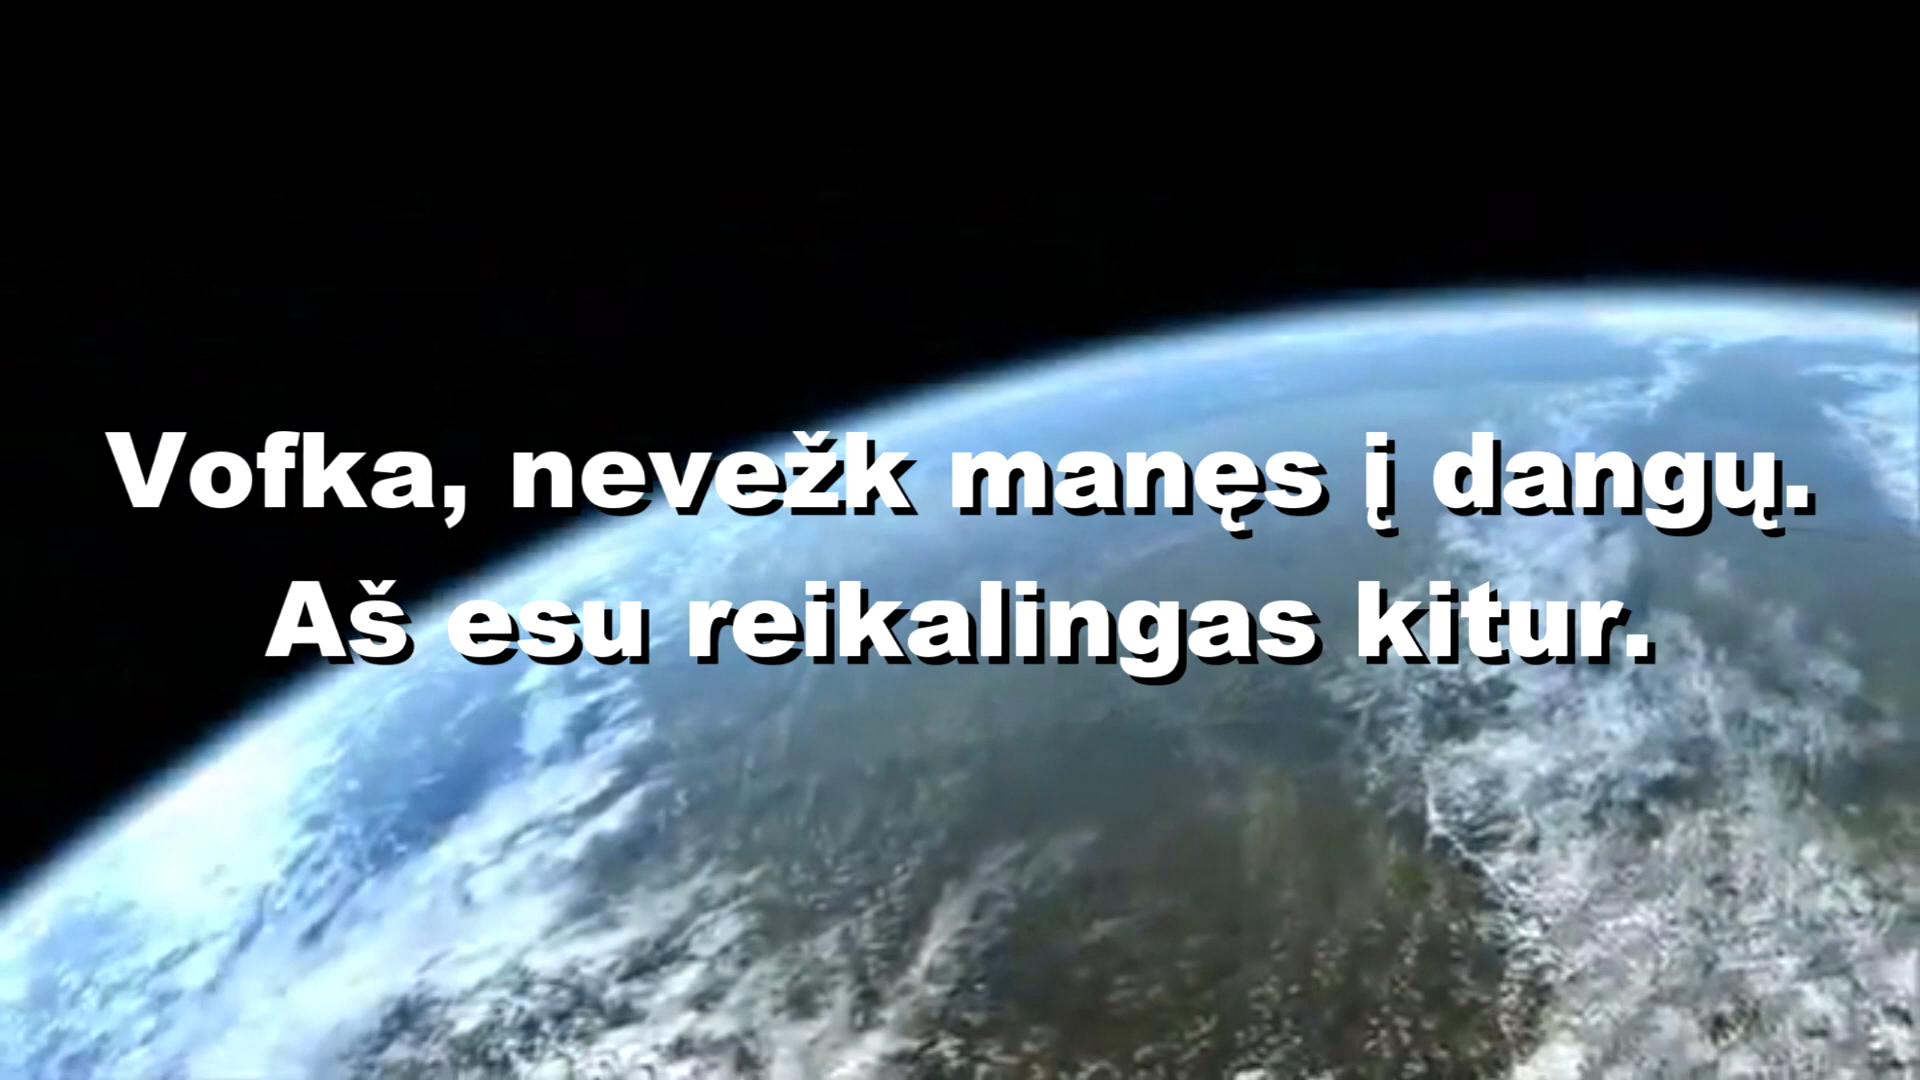 Vofka, nevežk manęs į dangų.
Aš esu reikalingas kitur.